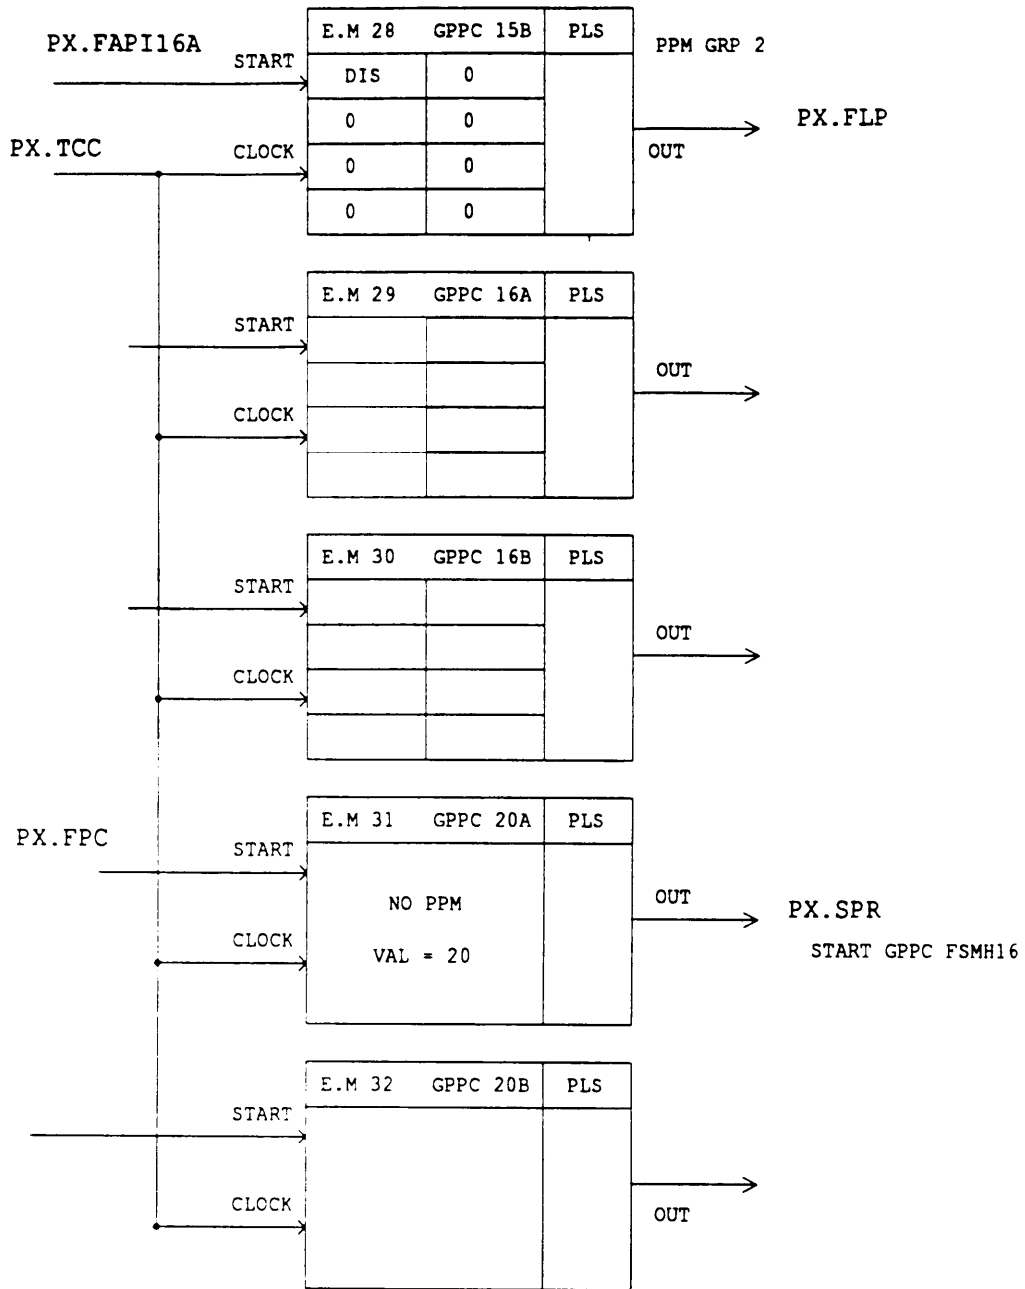 E.M 28 GPPC 15B PLS
PX.FAPI16A
START
PPM GRP 2
DIS 0
0 0
PX.FLP
PX.TCC
CLOCK
OUT
0 0
0 0
E.M 29 GPPC 16A PLS
START
OUT
CLOCK
E.M 30 GPPC 16B PLS
START
OUT
CLOCK
E.M 31 GPPC 20A PLS
PX.FPC
START
NO PPM
OUT
PX.SPR
CLOCK
VAL = 20
START GPPC FSMH16
E.M 32 GPPC 20B PLS
START
CLOCK
OUT